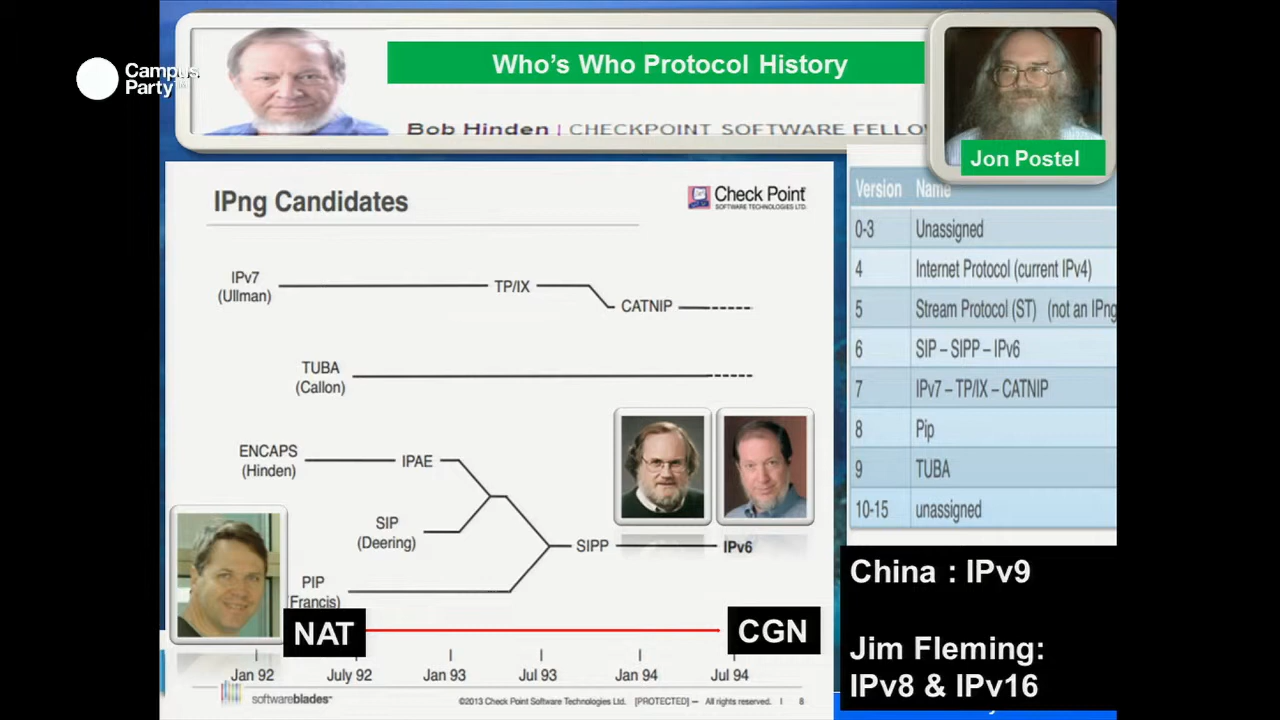 Campus
Party
Who's Who Protocol History
Bob Hinden | CHECKPOINT SOFTWARE FELLO
Jon Postel
IPng Candidates
Check Point
SOFTWARE TECHNOLOGIES LTD.
IPv7
(Ullman)
TP/IX
CATNIP
TUBA
(Callon)
ENCAPS
(Hinden)
IPAE
SIP
(Deering)
SIPP
IPv6
PIP
(Francis)
NAT
CGN
Jan 92
July 92
Jan 93
Jul 93
Jan 94
Jul 94
softwareblades™
©2013 Check Point Software Technologies Ltd. [PROTECTED] — All rights reserved. | 8
Version Name
0-3 Unassigned
4 Internet Protocol (current IPv4)
5 Stream Protocol (ST) (not an IPng
6 SIP – SIPP – IPv6
7 IPv7 – TP/IX – CATNIP
8 Pip
9 TUBA
10-15 unassigned
China : IPv9
Jim Fleming:
IPv8 & IPv16